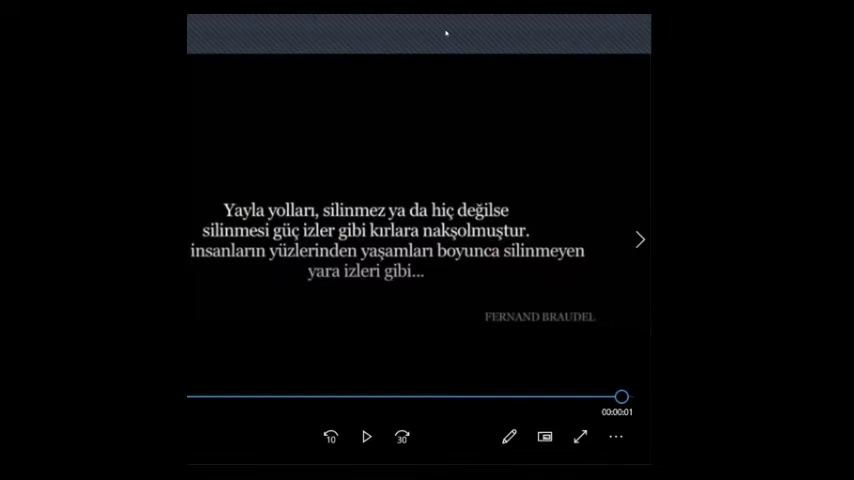 Yayla yolları, silinmez ya da hiç değilse
silinmesi güç izler gibi kırlara nakşolmuştur.
insanların yüzlerinden yaşamları boyunca silinmeyen
yara izleri gibi...
FERNAND BRAUDEL
00:00:01
10
30